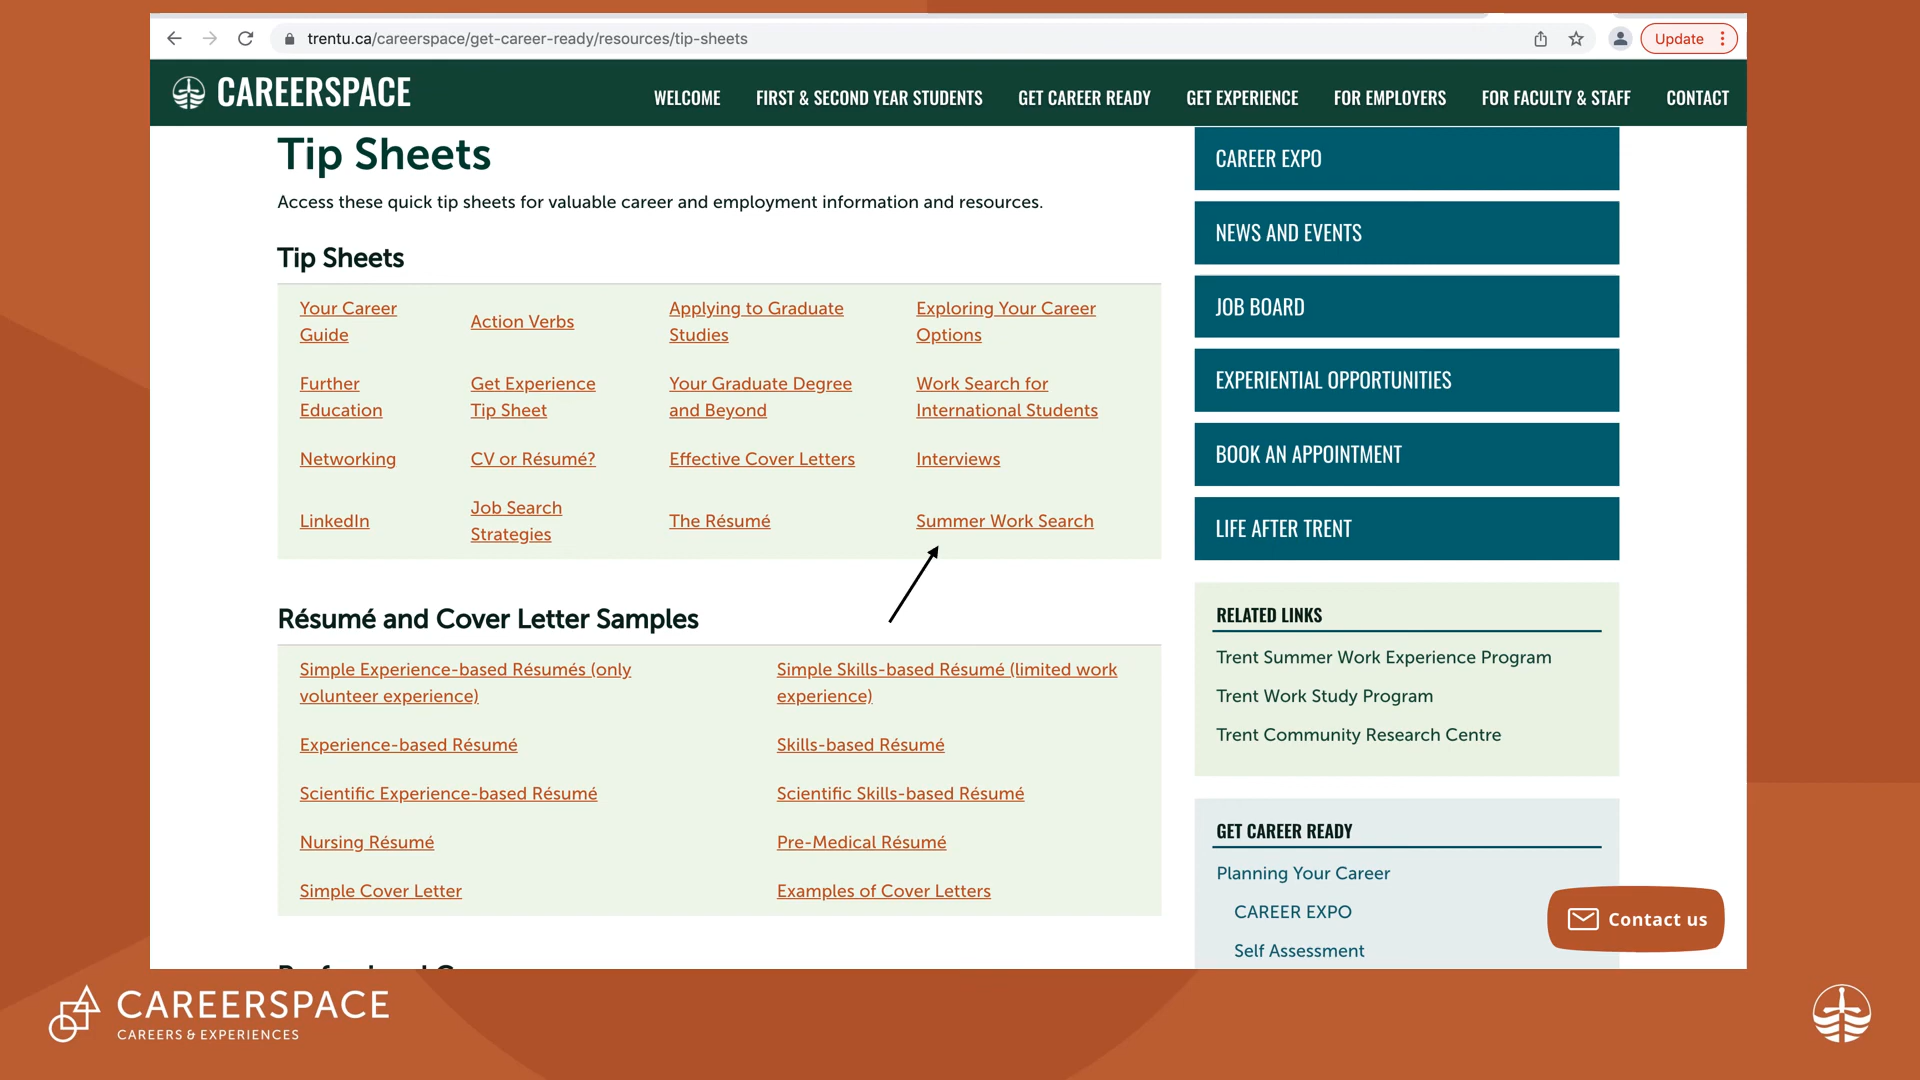 trentu.ca/careerspace/get-career-ready/resources/tip-sheets
Update
CAREERSPACE
WELCOME
FIRST & SECOND YEAR STUDENTS
GET CAREER READY
GET EXPERIENCE
FOR EMPLOYERS
FOR FACULTY & STAFF
CONTACT
Tip Sheets
Access these quick tip sheets for valuable career and employment information and resources.
Tip Sheets
Your Career
Guide
Action Verbs
Applying to Graduate
Studies
Exploring Your Career
Options
Further
Education
Get Experience
Tip Sheet
Your Graduate Degree
and Beyond
Work Search for
International Students
Networking
CV or Résumé?
Effective Cover Letters
Interviews
LinkedIn
Job Search
Strategies
The Résumé
Summer Work Search
Résumé and Cover Letter Samples
Simple Experience-based Résumés (only
volunteer experience)
Simple Skills-based Résumé (limited work
experience)
Experience-based Résumé
Skills-based Résumé
Scientific Experience-based Résumé
Scientific Skills-based Résumé
Nursing Résumé
Pre-Medical Résumé
Simple Cover Letter
Examples of Cover Letters
CAREER EXPO
NEWS AND EVENTS
JOB BOARD
EXPERIENTIAL OPPORTUNITIES
BOOK AN APPOINTMENT
LIFE AFTER TRENT
RELATED LINKS
Trent Summer Work Experience Program
Trent Work Study Program
Trent Community Research Centre
GET CAREER READY
Planning Your Career
CAREER EXPO
Self Assessment
Contact us
CAREERSPACE
CAREERS & EXPERIENCES